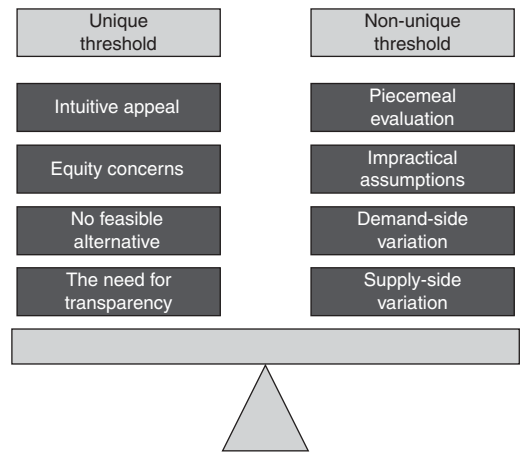 Unique
threshold
Intuitive appeal
Equity concerns
No feasible
alternative
The need for
transparency
Non-unique
threshold
Piecemeal
evaluation
Impractical
assumptions
Demand-side
variation
Supply-side
variation